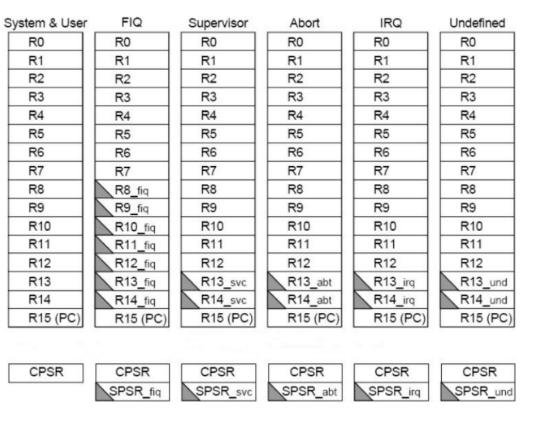 System & User FIQ Supervisor Abort IRQ Undefined
R0 R0 R0 R0 R0 R0
R1 R1 R1 R1 R1 R1
R2 R2 R2 R2 R2 R2
R3 R3 R3 R3 R3 R3
R4 R4 R4 R4 R4 R4
R5 R5 R5 R5 R5 R5
R6 R6 R6 R6 R6 R6
R7 R7 R7 R7 R7 R7
R8 R8_fiq R8 R8 R8 R8
R9 R9_fiq R9 R9 R9 R9
R10 R10_fiq R10 R10 R10 R10
R11 R11_fiq R11 R11 R11 R11
R12 R12_fiq R12 R12 R12 R12
R13 R13_fiq R13_svc R13_abt R13_irq R13_und
R14 R14_fiq R14_svc R14_abt R14_irq R14_und
R15 (PC) R15 (PC) R15 (PC) R15 (PC) R15 (PC) R15 (PC)
CPSR CPSR CPSR CPSR CPSR CPSR
SPSR_fiq SPSR_svc SPSR_abt SPSR_irq SPSR_und